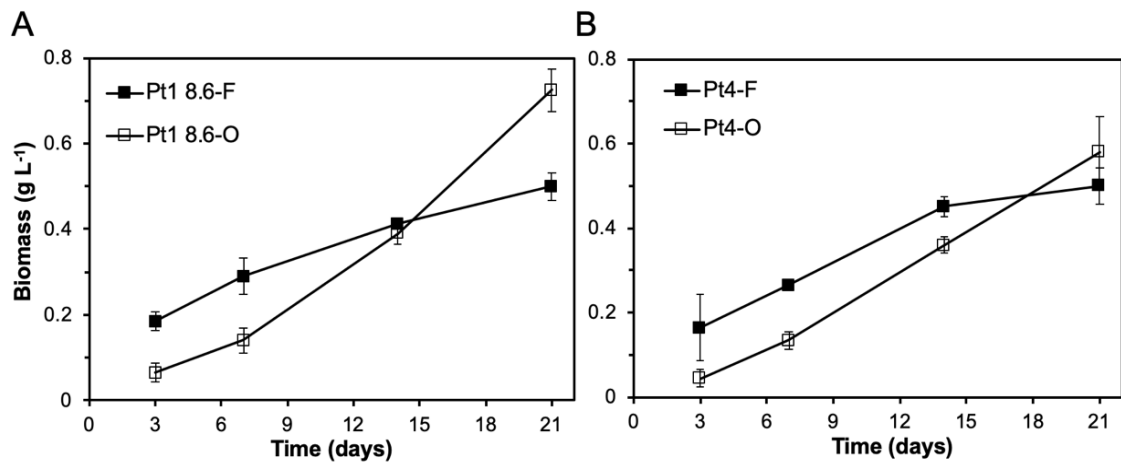 A
Biomass (g L-1)
0.8
0.6
0.4
0.2
0
Pt1 8.6-F
Pt1 8.6-O
0 3 6 9 12 15 18 21
Time (days)
B
0.8
0.6
0.4
0.2
0
Pt4-F
Pt4-O
0 3 6 9 12 15 18 21
Time (days)